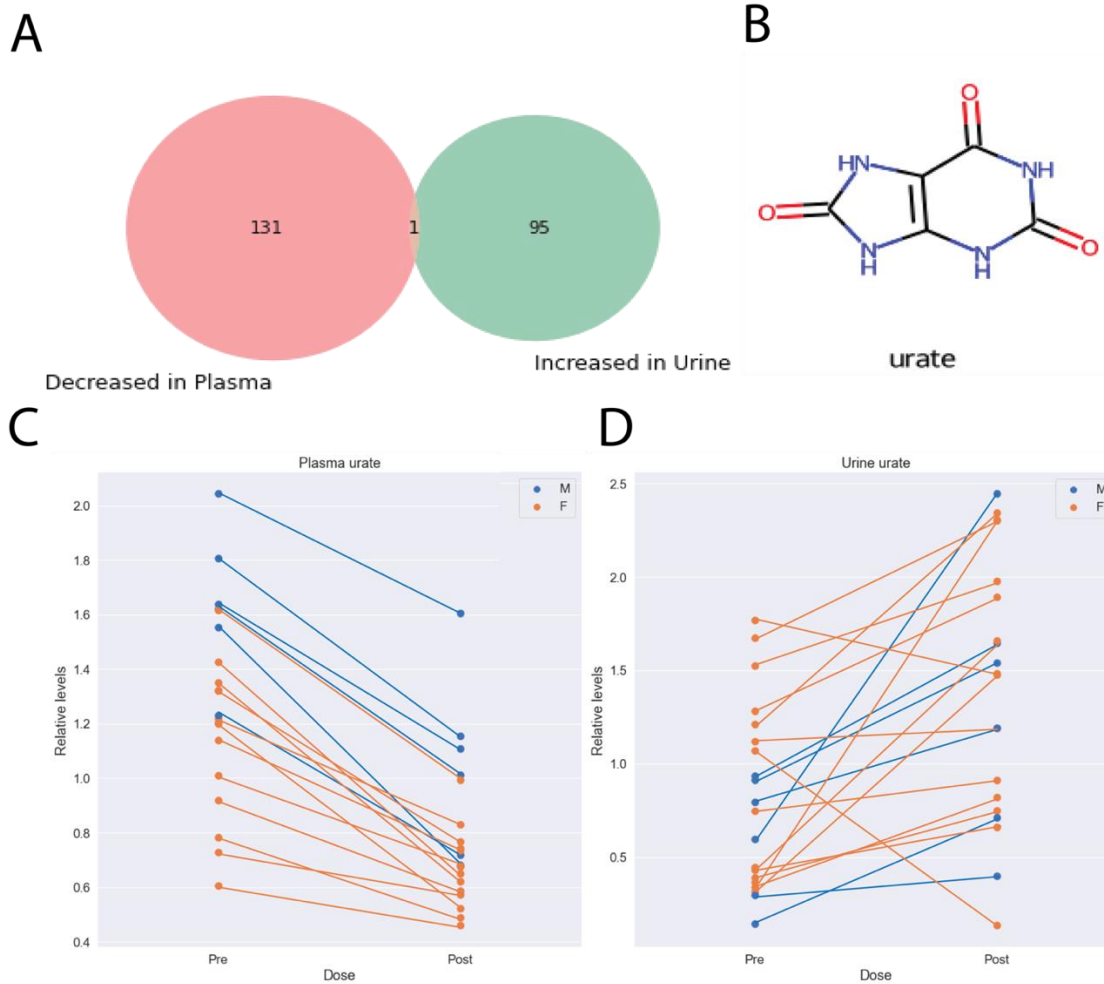 A
131
1
95
Decreased in Plasma
Increased in Urine
B
O
HN
NH
O
N
H
N
H
O
urate
C
Plasma urate
M
F
2.0
1.8
1.6
1.4
1.2
1.0
0.8
0.6
0.4
Relative levels
Pre
Post
Dose
D
Urine urate
M
F
2.5
2.0
1.5
1.0
0.5
Relative levels
Pre
Post
Dose